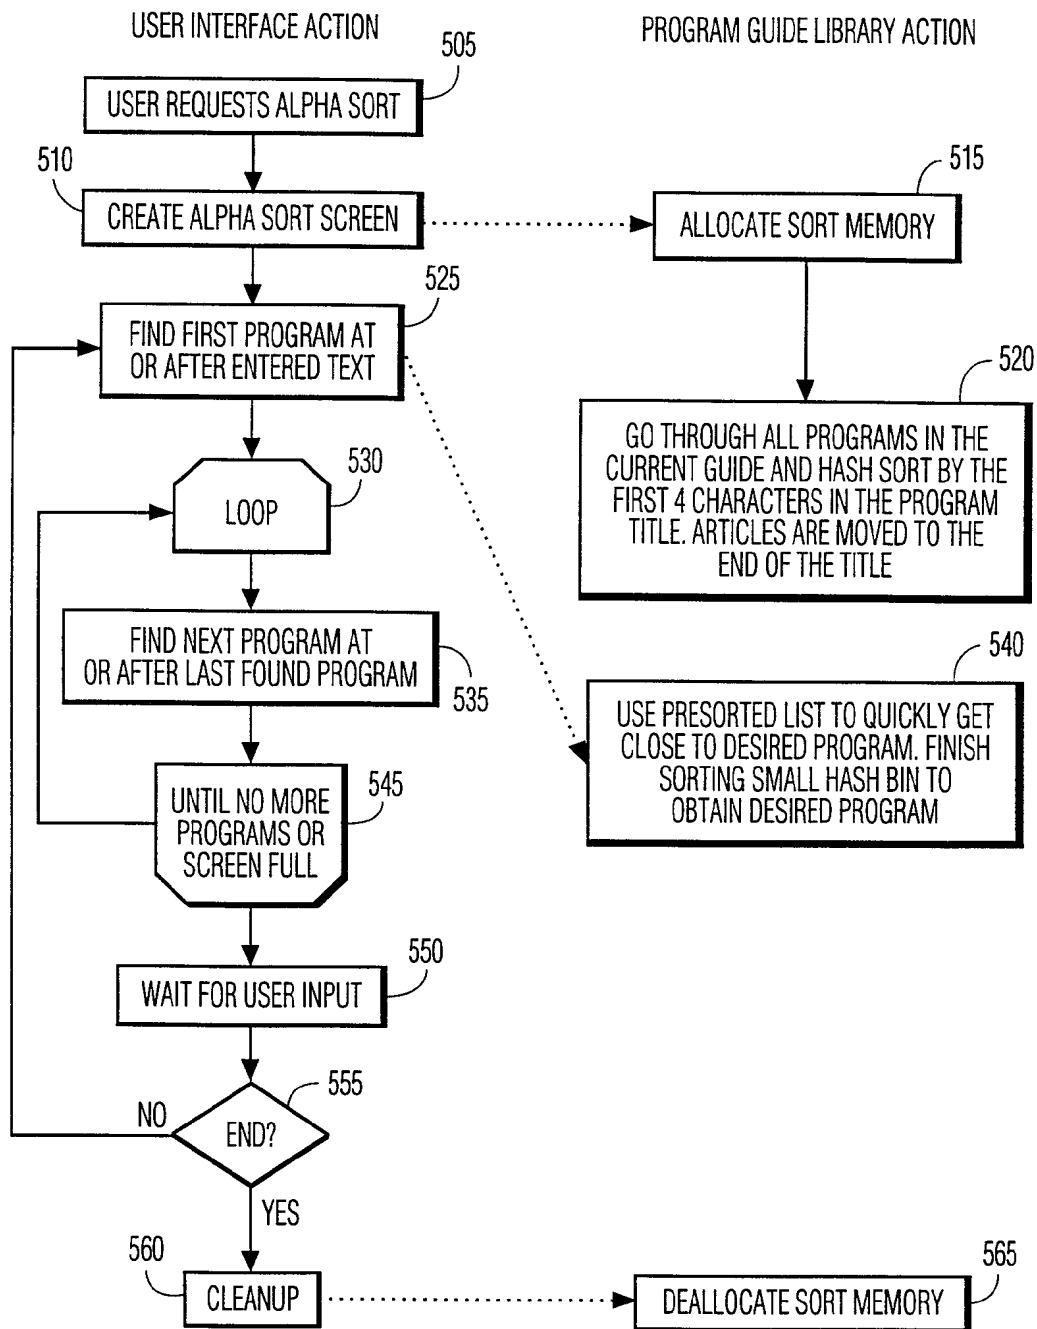 USER INTERFACE ACTION
PROGRAM GUIDE LIBRARY ACTION
505
USER REQUESTS ALPHA SORT
510
CREATE ALPHA SORT SCREEN
515
ALLOCATE SORT MEMORY
525
FIND FIRST PROGRAM AT
OR AFTER ENTERED TEXT
520
GO THROUGH ALL PROGRAMS IN THE
CURRENT GUIDE AND HASH SORT BY THE
FIRST 4 CHARACTERS IN THE PROGRAM
TITLE. ARTICLES ARE MOVED TO THE
END OF THE TITLE
530
LOOP
FIND NEXT PROGRAM AT
OR AFTER LAST FOUND PROGRAM
535
540
USE PRESORTED LIST TO QUICKLY GET
CLOSE TO DESIRED PROGRAM. FINISH
SORTING SMALL HASH BIN TO
OBTAIN DESIRED PROGRAM
545
UNTIL NO MORE
PROGRAMS OR
SCREEN FULL
550
WAIT FOR USER INPUT
555
NO
END?
YES
560
CLEANUP
565
DEALLOCATE SORT MEMORY